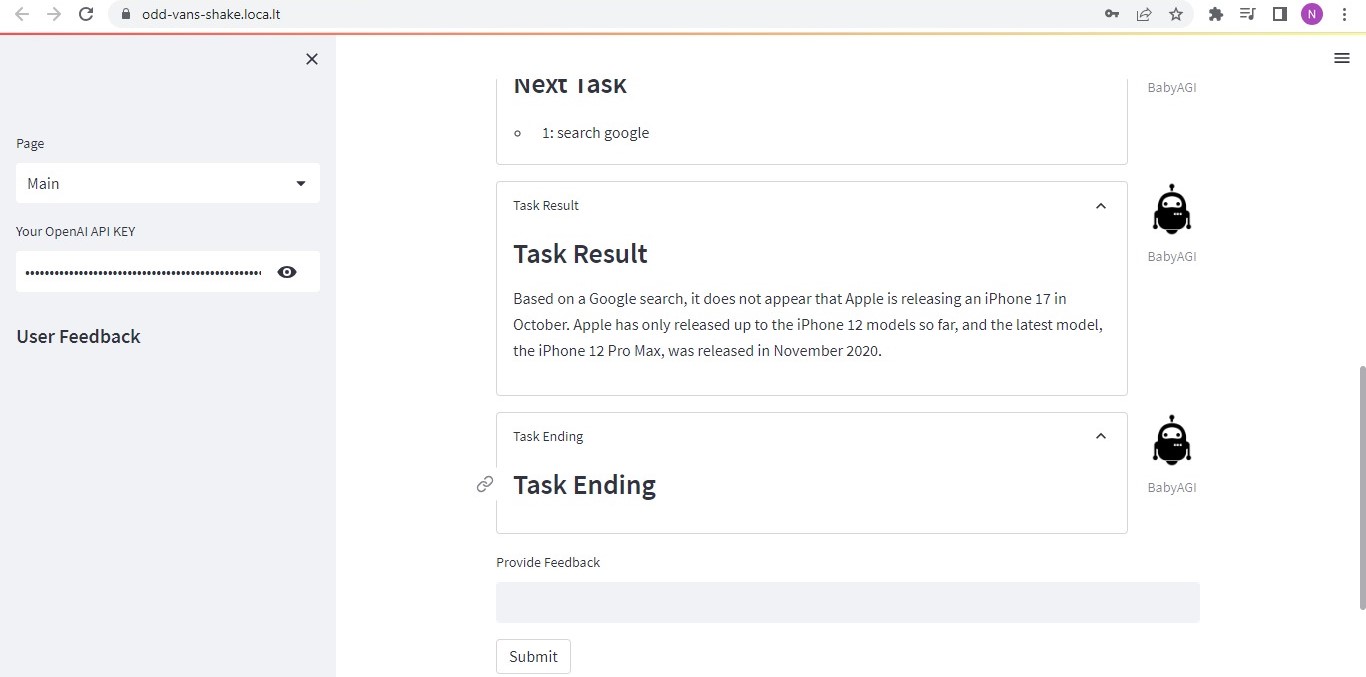 odd-vans-shake.loca.lt
N
Page
Main
Your OpenAI API KEY
User Feedback
Next Task
1: search google
BabyAGI
Task Result
Task Result
Based on a Google search, it does not appear that Apple is releasing an iPhone 17 in
October. Apple has only released up to the iPhone 12 models so far, and the latest model,
the iPhone 12 Pro Max, was released in November 2020.
BabyAGI
Task Ending
Task Ending
BabyAGI
Provide Feedback
Submit